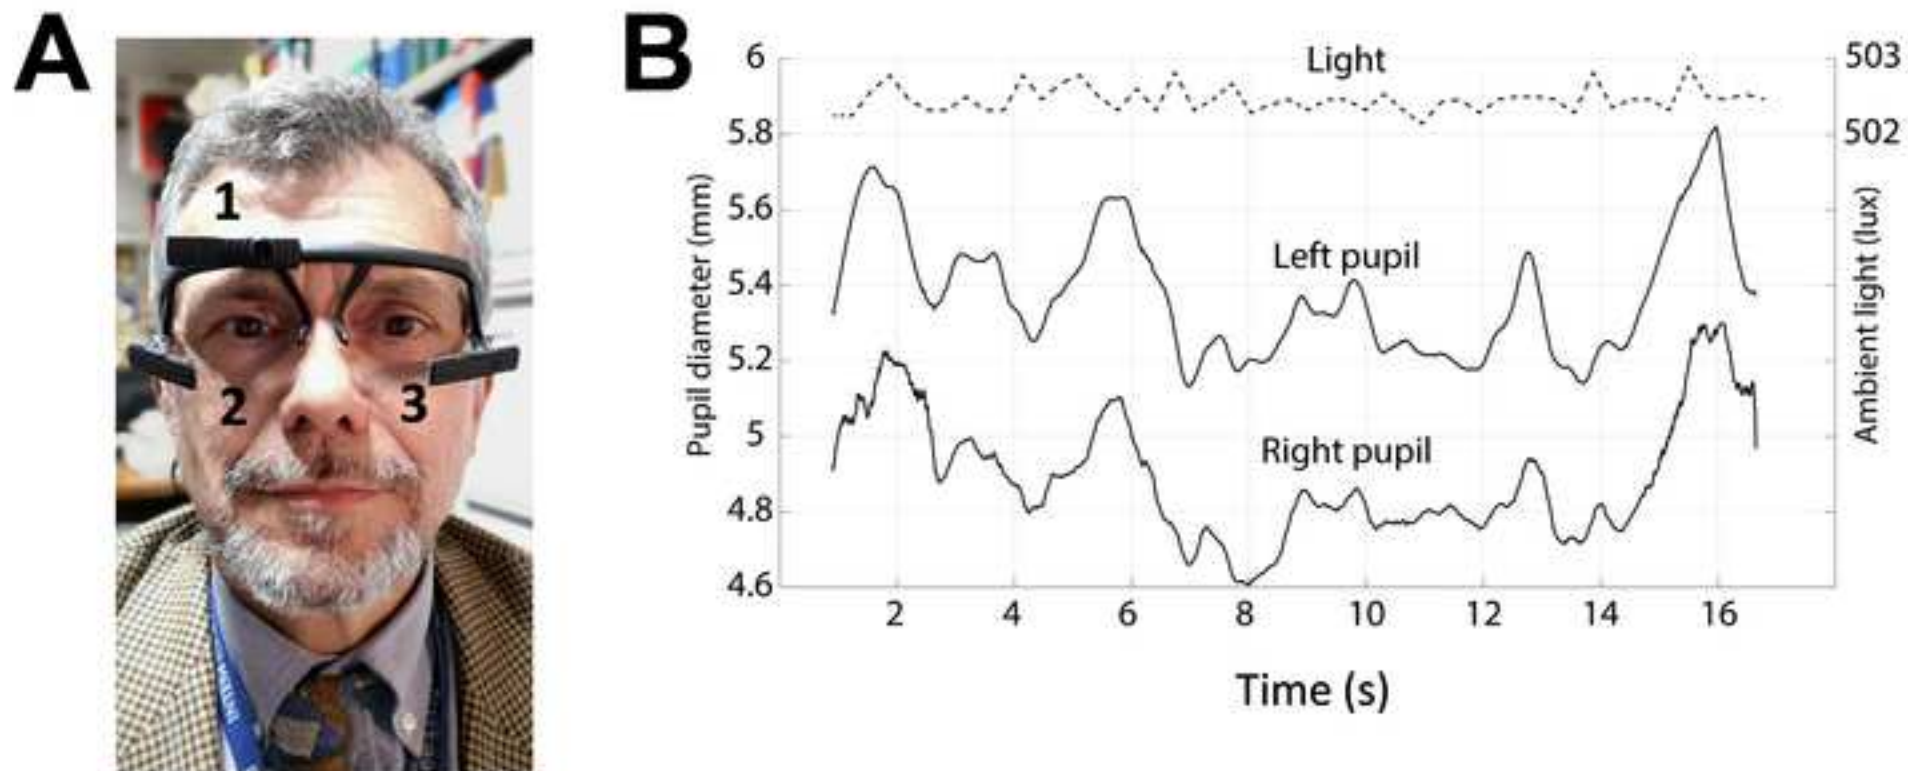 A
1
2
3
B
Light
Left pupil
Right pupil
Pupil diameter (mm)
6
5.8
5.6
5.4
5.2
5
4.8
4.6
503
502
Ambient light (lux)
2 4 6 8 10 12 14 16
Time (s)